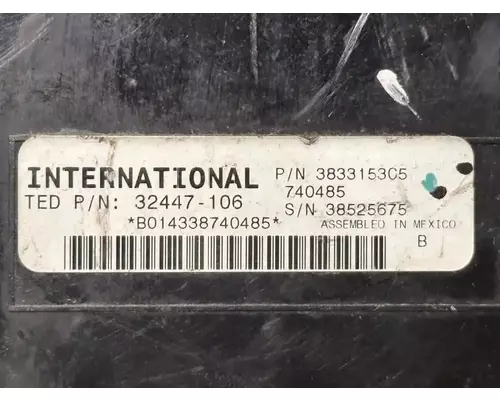 INTERNATIONAL
TED P/N: 32447-106
*B014338740485*
P/N 3833153C5
740485
S/N 38525675
ASSEMBLED IN MEXICO
B